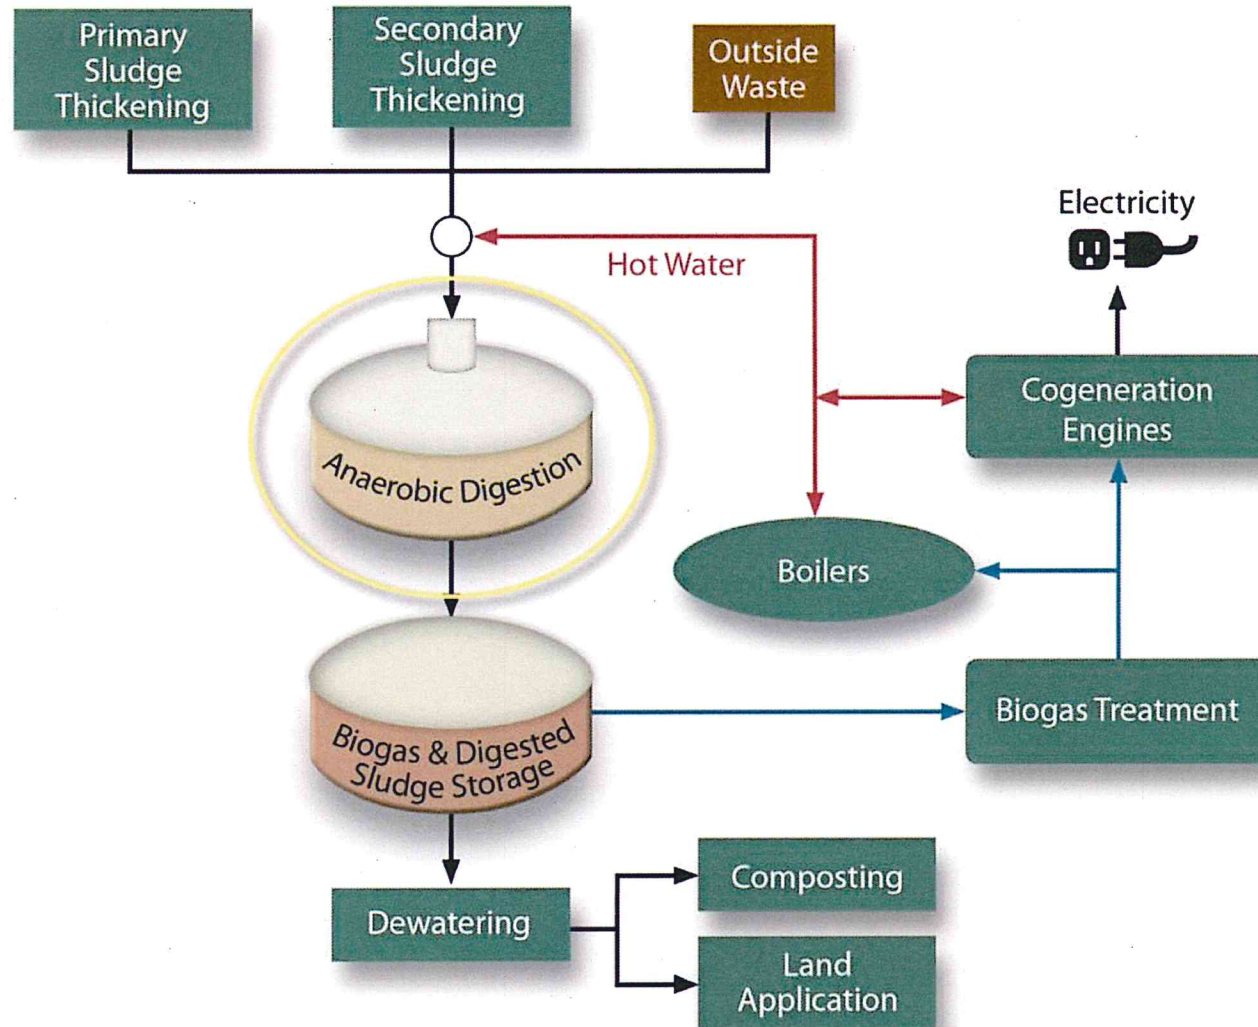 Primary
Sludge
Thickening
Secondary
Sludge
Thickening
Outside
Waste
Electricity
Hot Water
Cogeneration
Engines
Anaerobic Digestion
Boilers
Biogas & Digested
Sludge Storage
Biogas Treatment
Composting
Dewatering
Land
Application